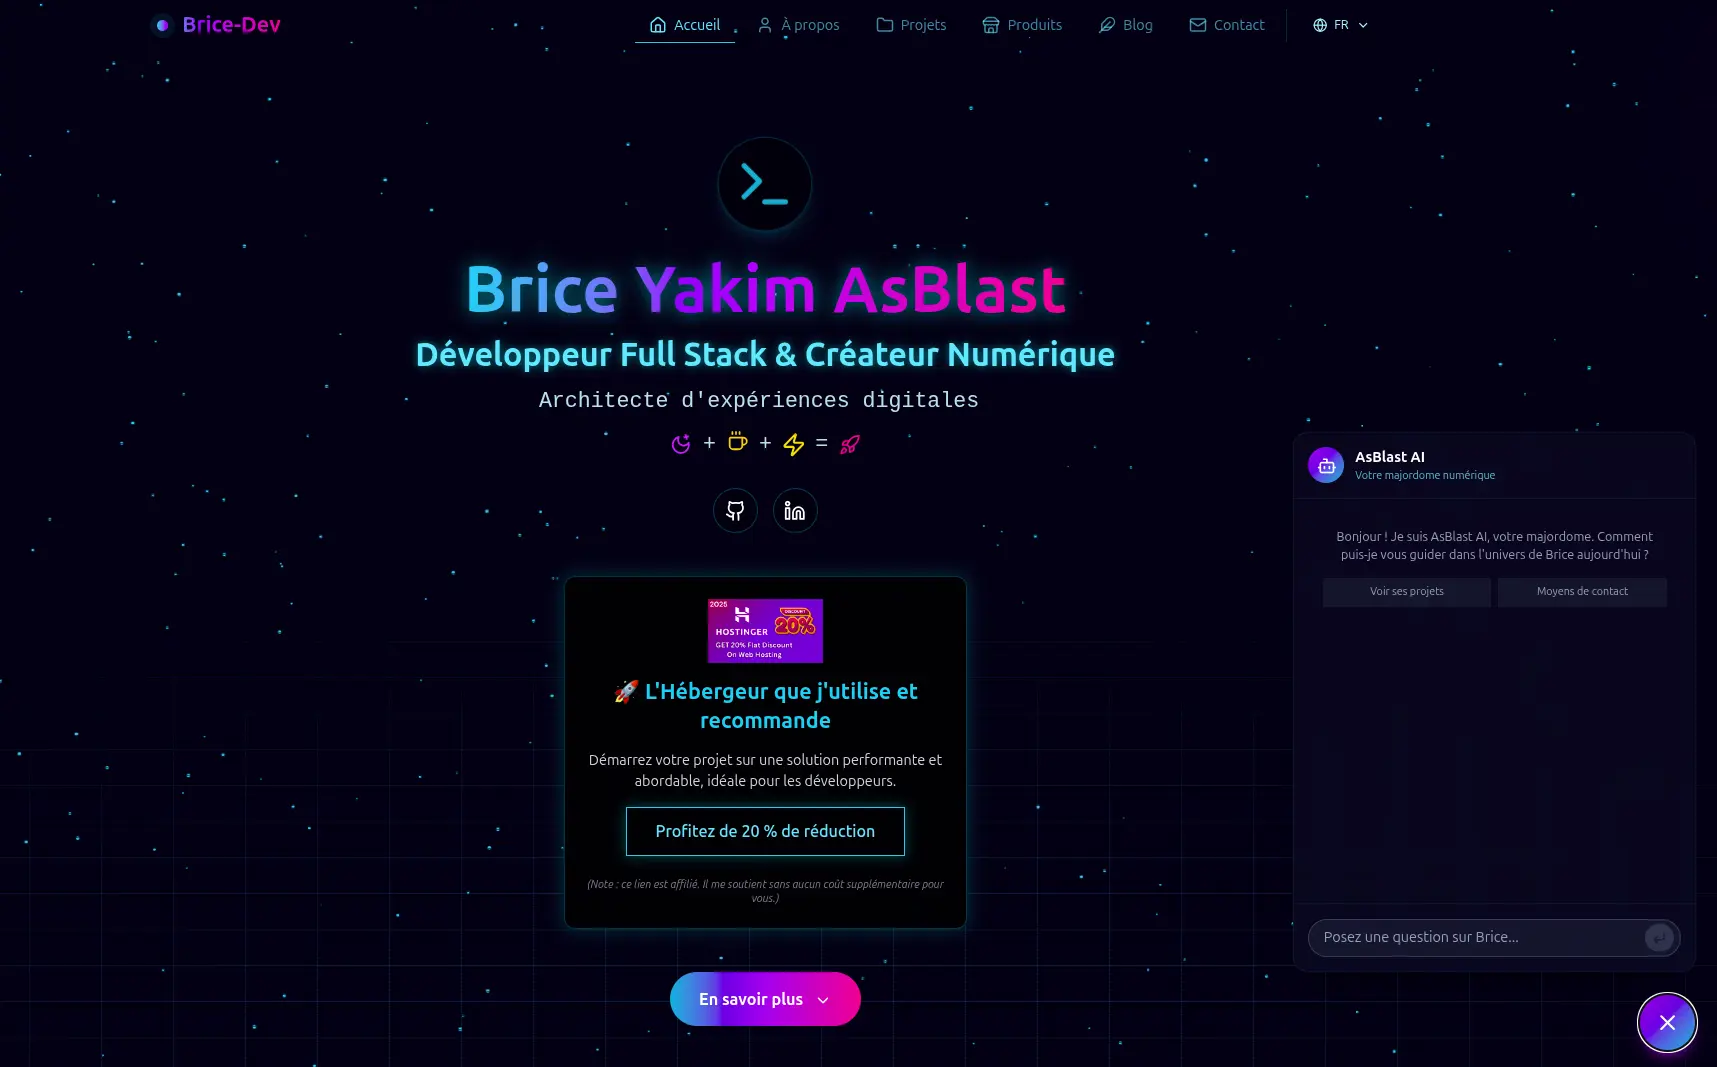 Brice-Dev
Accueil
À propos
Projets
Produits
Blog
Contact
FR
Brice Yakim AsBlast
Développeur Full Stack & Créateur Numérique
Architecte d'expériences digitales
+ + =
2025
HOSTINGER
GET 20% Flat Discount
On Web Hosting
DISCOUNT
20%
🚀 L'Hébergeur que j'utilise et
recommande
Démarrez votre projet sur une solution performante et
abordable, idéale pour les développeurs.
Profitez de 20 % de réduction
(Note : ce lien est affilié. Il me soutient sans aucun coût supplémentaire pour
vous.)
En savoir plus
AsBlast AI
Votre majordome numérique
Bonjour ! Je suis AsBlast AI, votre majordome. Comment
puis-je vous guider dans l'univers de Brice aujourd'hui ?
Voir ses projets
Moyens de contact
Posez une question sur Brice...